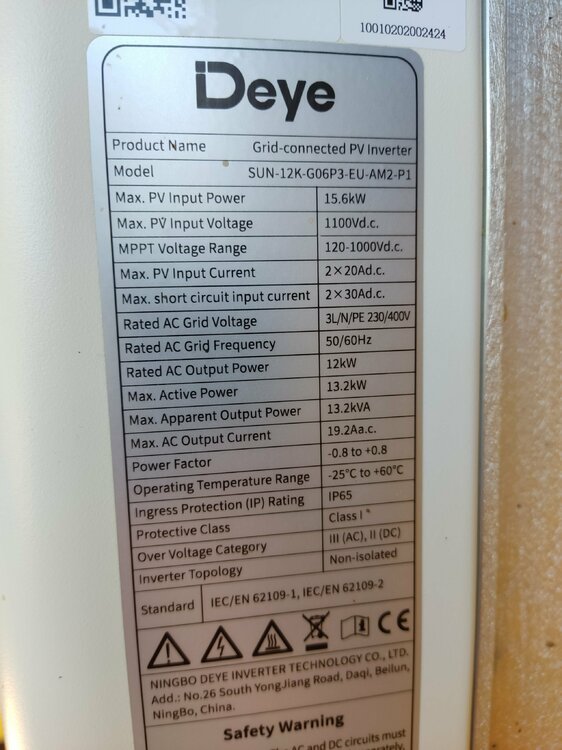 10010202002424
Deye
Product Name Grid-connected PV Inverter
Model SUN-12K-G06P3-EU-AM2-P1
Max. PV Input Power 15.6kW
Max. PV Input Voltage 1100Vd.c.
MPPT Voltage Range 120-1000Vd.c.
Max. PV Input Current 2×20Ad.c.
Max. short circuit input current 2×30Ad.c.
Rated AC Grid Voltage 3L/N/PE 230/400V
Rated AC Grid Frequency 50/60Hz
Rated AC Output Power 12kW
Max. Active Power 13.2kW
Max. Apparent Output Power 13.2kVA
Max. AC Output Current 19.2Aa.c.
Power Factor -0.8 to +0.8
Operating Temperature Range -25°C to +60°C
Ingress Protection (IP) Rating IP65
Protective Class Class I
Over Voltage Category III (AC), II (DC)
Inverter Topology Non-isolated
Standard IEC/EN 62109-1, IEC/EN 62109-2
CE
NINGBO DEYE INVERTER TECHNOLOGY CO., LTD.
Add.: No.26 South YongJiang Road, Daqi, Beilun,
NingBo, China.
Safety Warning
AC and DC circuits must